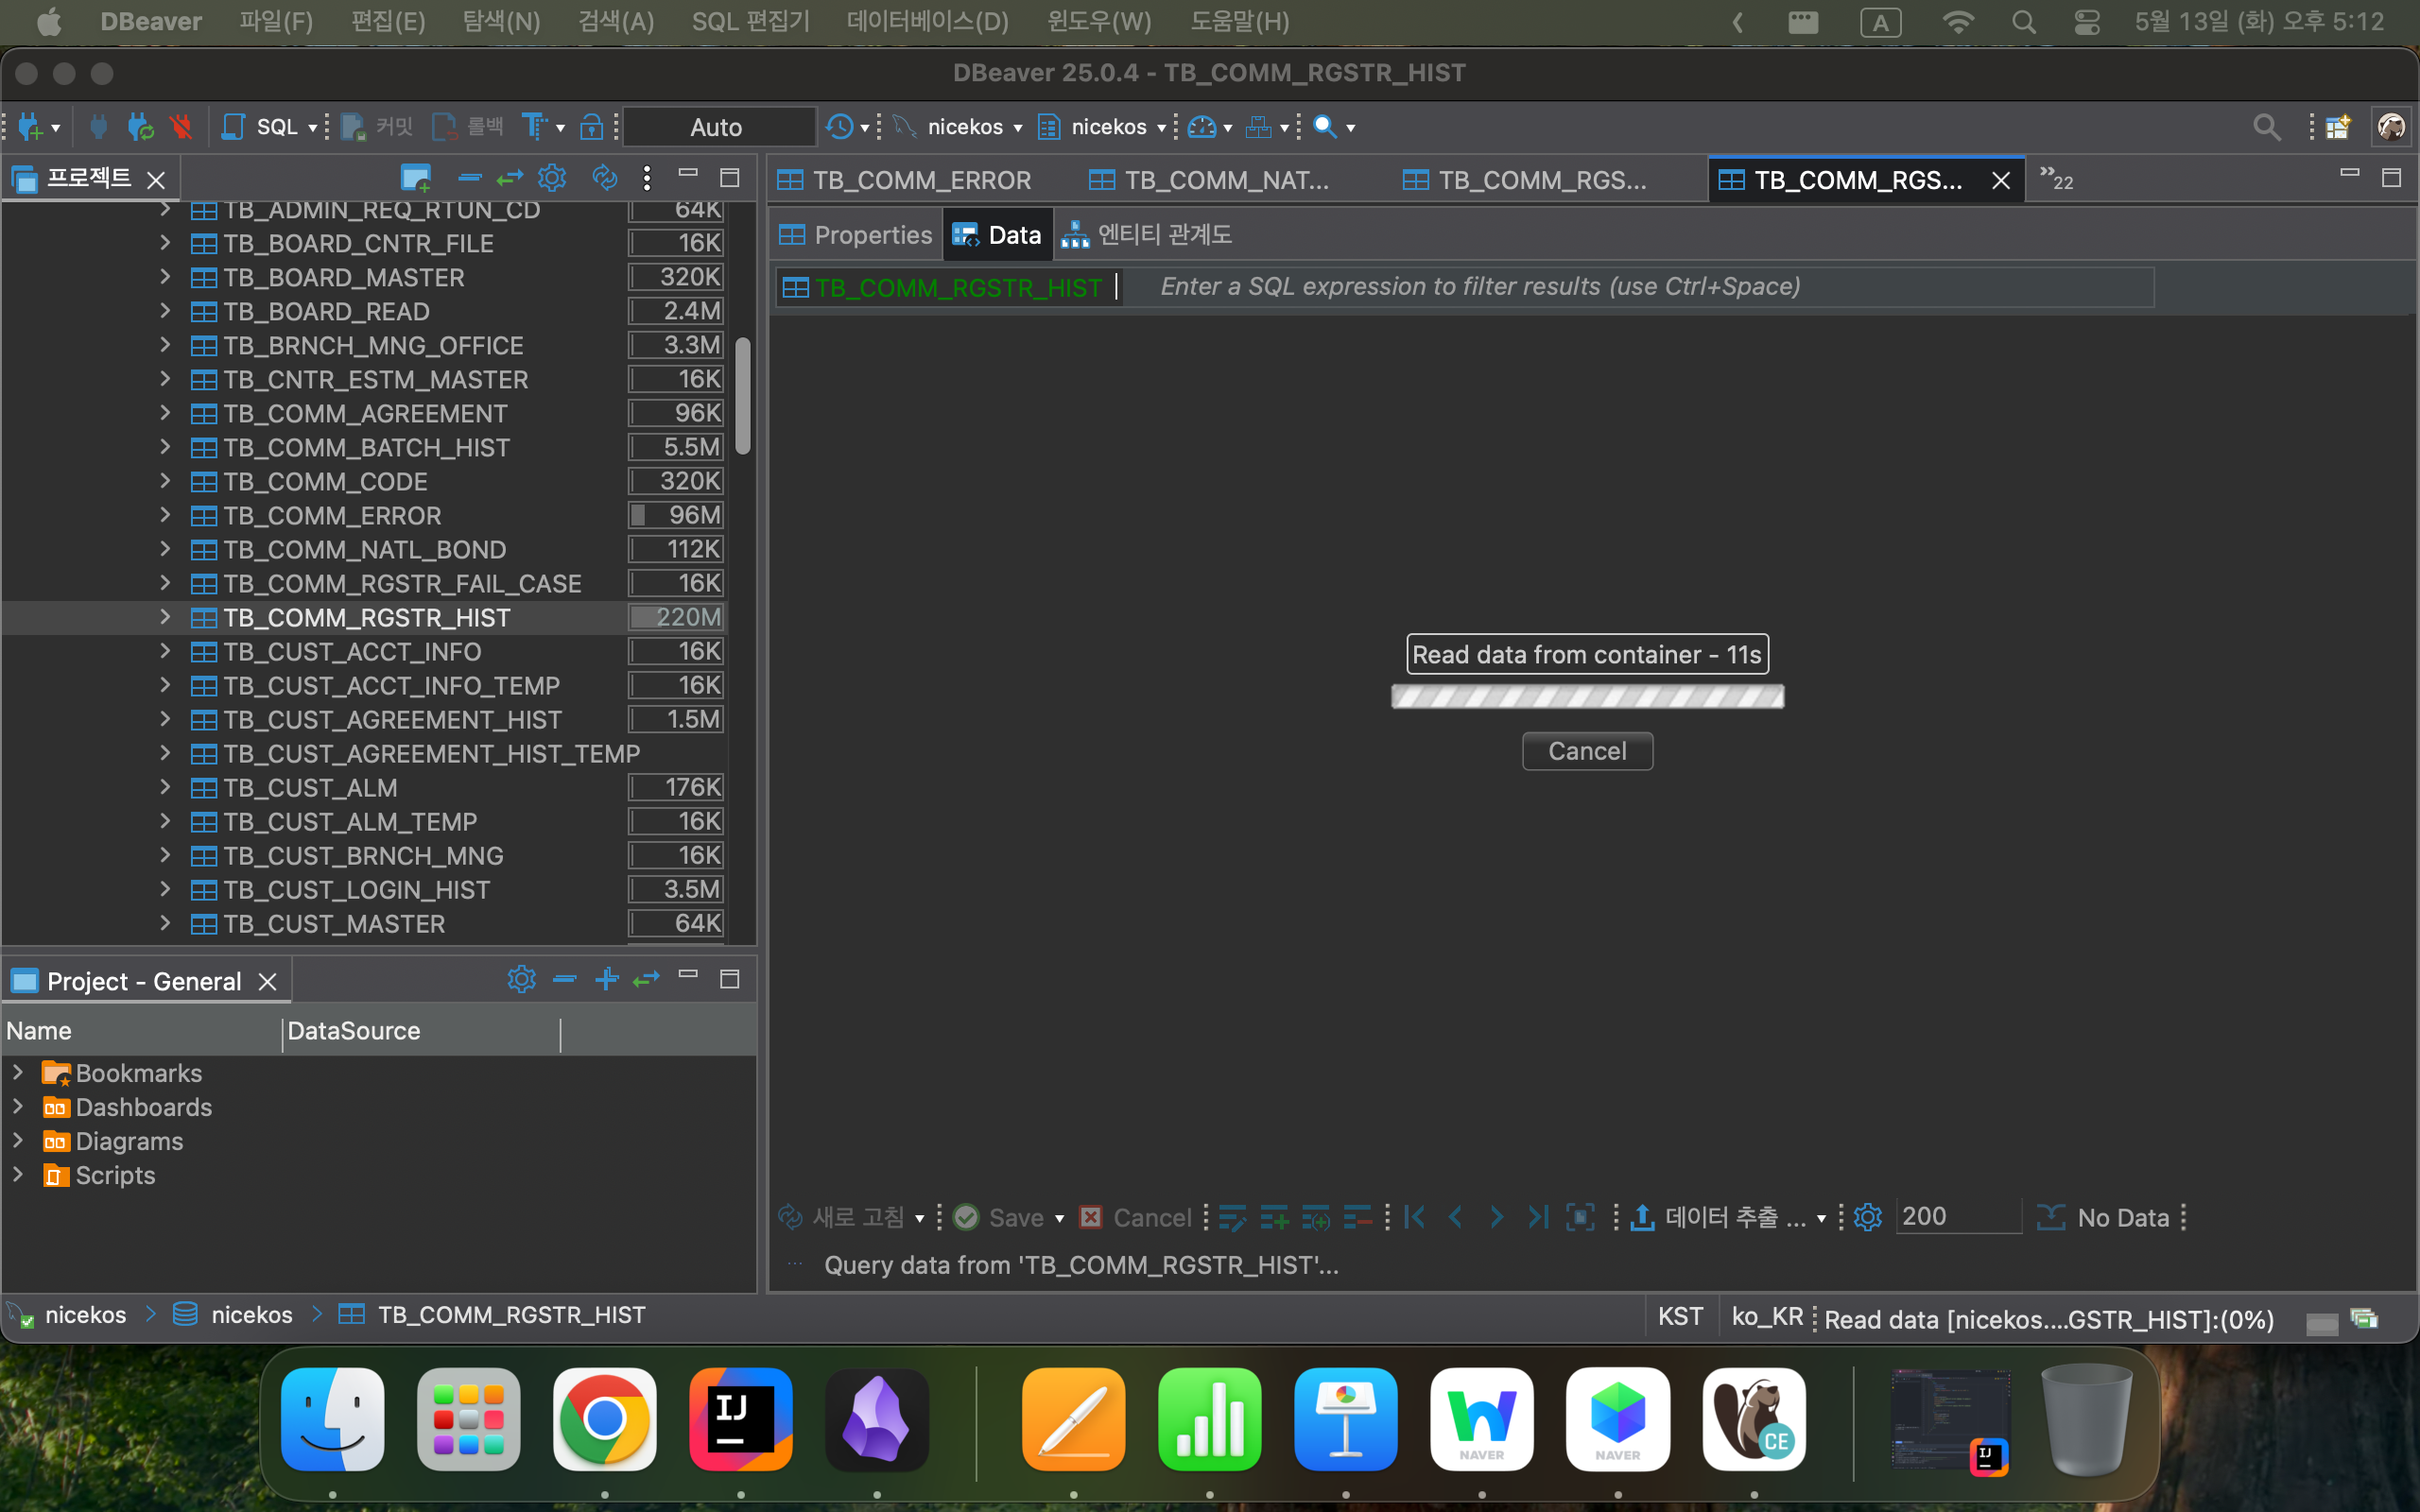 DBeaver 파일(F) 편집(E) 탐색(N) 검색(A) SQL 편집기 데이터베이스(D) 윈도우(W) 도움말(H) A 5월 13일 (화) 오후 5:12
DBeaver 25.0.4 - TB_COMM_RGSTR_HIST
SQL 커밋 롤백 Auto nicekos nicekos
프로젝트
TB_ADMIN_REQ_RTUN_CD 64K
TB_BOARD_CNTR_FILE 16K
TB_BOARD_MASTER 320K
TB_BOARD_READ 2.4M
TB_BRNCH_MNG_OFFICE 3.3M
TB_CNTR_ESTM_MASTER 16K
TB_COMM_AGREEMENT 96K
TB_COMM_BATCH_HIST 5.5M
TB_COMM_CODE 320K
TB_COMM_ERROR 96M
TB_COMM_NATL_BOND 112K
TB_COMM_RGSTR_FAIL_CASE 16K
TB_COMM_RGSTR_HIST 220M
TB_CUST_ACCT_INFO 16K
TB_CUST_ACCT_INFO_TEMP 16K
TB_CUST_AGREEMENT_HIST 1.5M
TB_CUST_AGREEMENT_HIST_TEMP
TB_CUST_ALM 176K
TB_CUST_ALM_TEMP 16K
TB_CUST_BRNCH_MNG 16K
TB_CUST_LOGIN_HIST 3.5M
TB_CUST_MASTER 64K
Project - General
Name DataSource
Bookmarks
Dashboards
Diagrams
Scripts
TB_COMM_ERROR TB_COMM_NAT... TB_COMM_RGS... TB_COMM_RGS... »22
Properties Data 엔티티 관계도
TB_COMM_RGSTR_HIST Enter a SQL expression to filter results (use Ctrl+Space)
Read data from container - 11s
Cancel
새로 고침 Save Cancel 데이터 추출 ... 200 No Data
Query data from 'TB_COMM_RGSTR_HIST'...
nicekos nicekos TB_COMM_RGSTR_HIST KST ko_KR Read data [nicekos....GSTR_HIST]:(0%)
IJ NAVER NAVER CE IJ